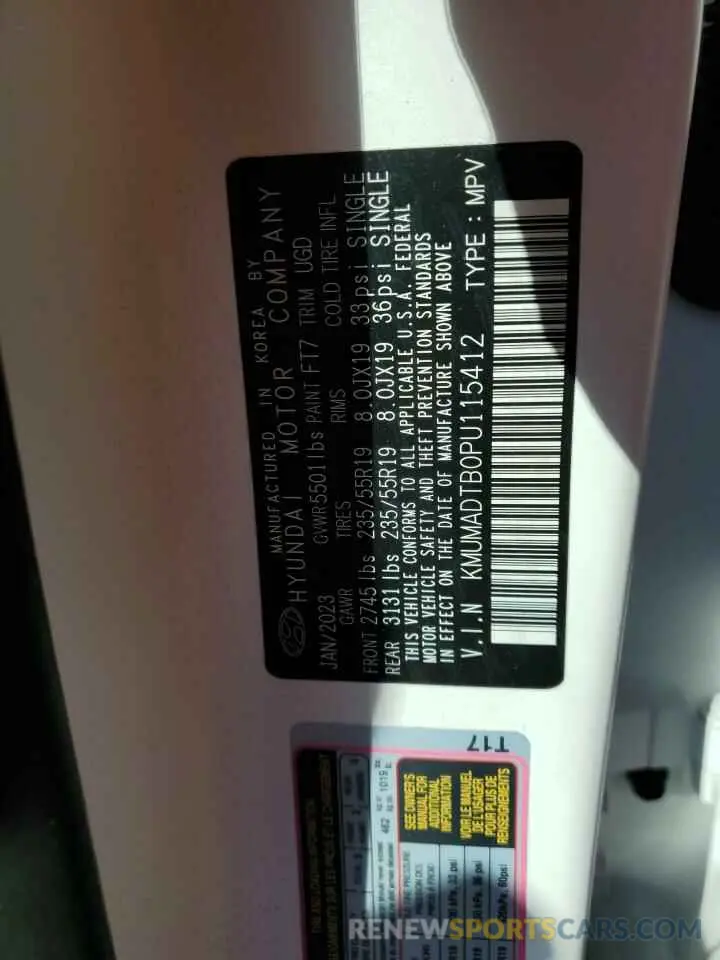 MANUFACTURED IN KOREA BY
HYUNDAI MOTOR COMPANY
JAN/2023 GVWR 5501 lbs PAINT FT7 TRIM UGD
GAWR TIRES RIMS COLD TIRE INFL
FRONT 2745 lbs 235/55R19 8.0JX19 33psi SINGLE
REAR 3131 lbs 235/55R19 8.0JX19 36psi SINGLE
THIS VEHICLE CONFORMS TO ALL APPLICABLE U.S.A. FEDERAL
MOTOR VEHICLE SAFETY AND THEFT PREVENTION STANDARDS
IN EFFECT ON THE DATE OF MANUFACTURE SHOWN ABOVE
V.I.N KMUMADTB0PU115412 TYPE : MPV
T17
SEE OWNER'S
MANUAL FOR
ADDITIONAL
INFORMATION
VOIR LE MANUEL
DE L'USAGER
POUR PLUS DE
RENSEIGNEMENTS
RENEWSPORTSCARS.COM